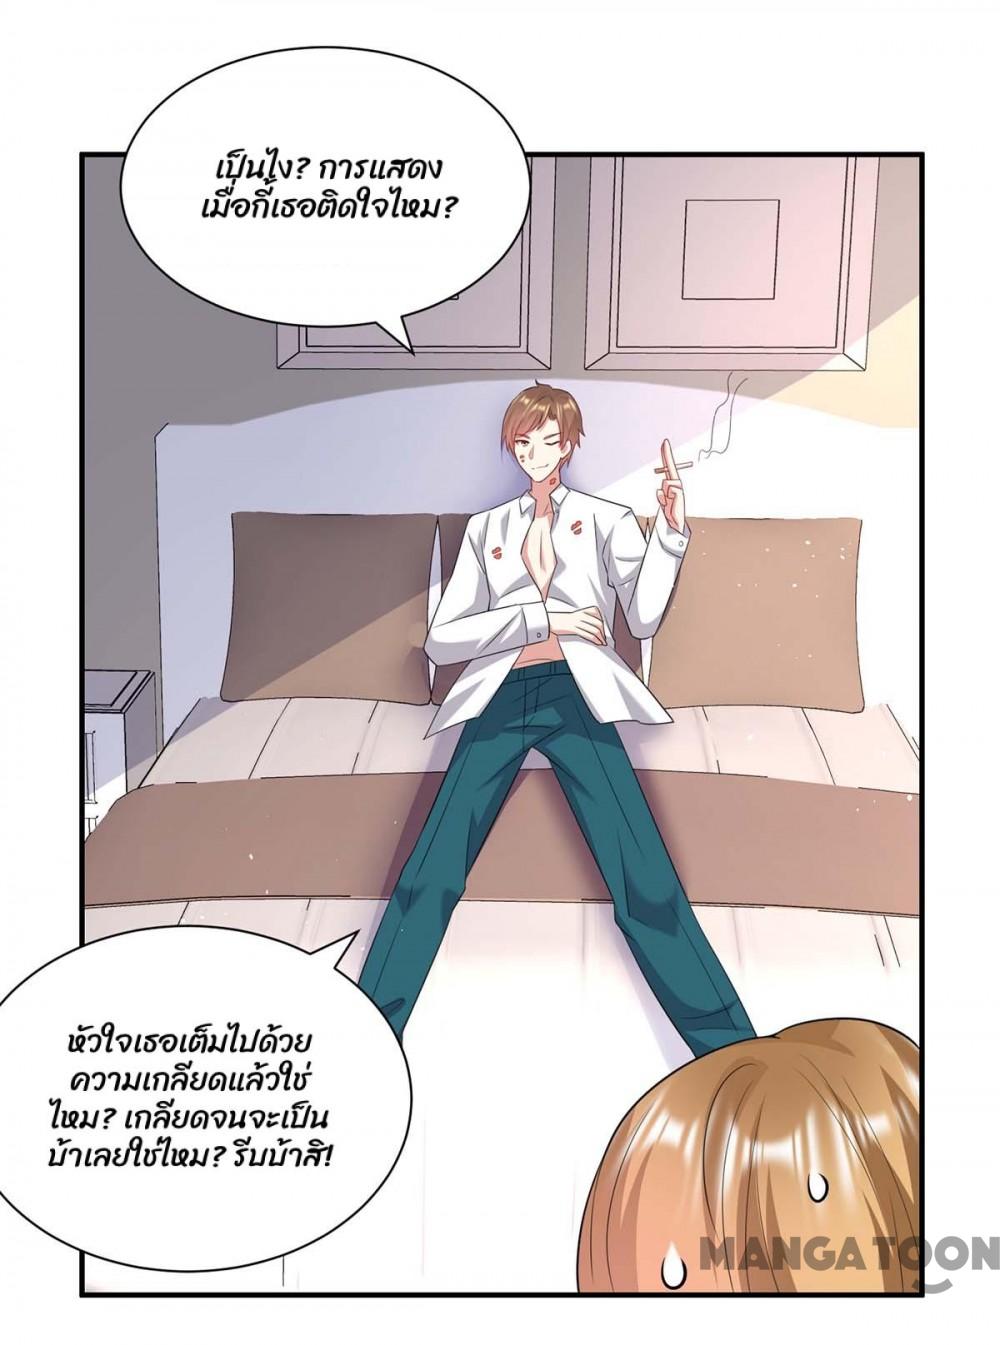 เป็นไง? การแสดง
เมื่อกี้เธอติดใจไหม?
หัวใจเธอเต็มไปด้วย
ความเกลียดแล้วใช่
ไหม? เกลียดจนจะเป็น
บ้าเลยใช่ไหม? รีบบ้าสิ!
MANGATOON